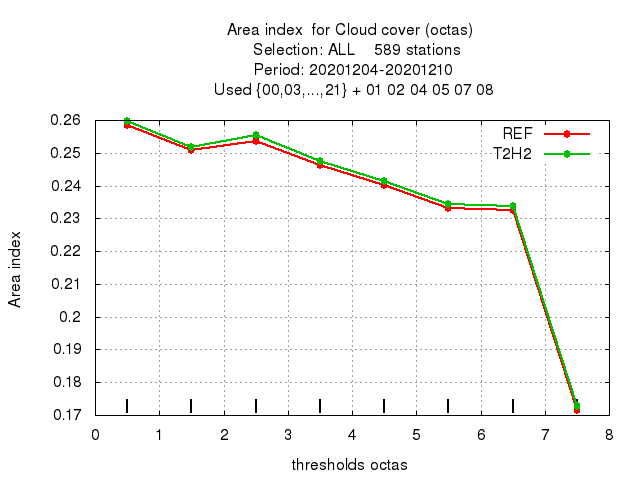 Area index  for Cloud cover (octas)
Selection: ALL    589 stations
Period: 20201204-20201210
Used {00,03,...,21} + 01 02 04 05 07 08
REF
T2H2
0.26
0.25
0.24
0.23
0.22
0.21
0.2
0.19
0.18
0.17
Area index
0 1 2 3 4 5 6 7 8
thresholds octas